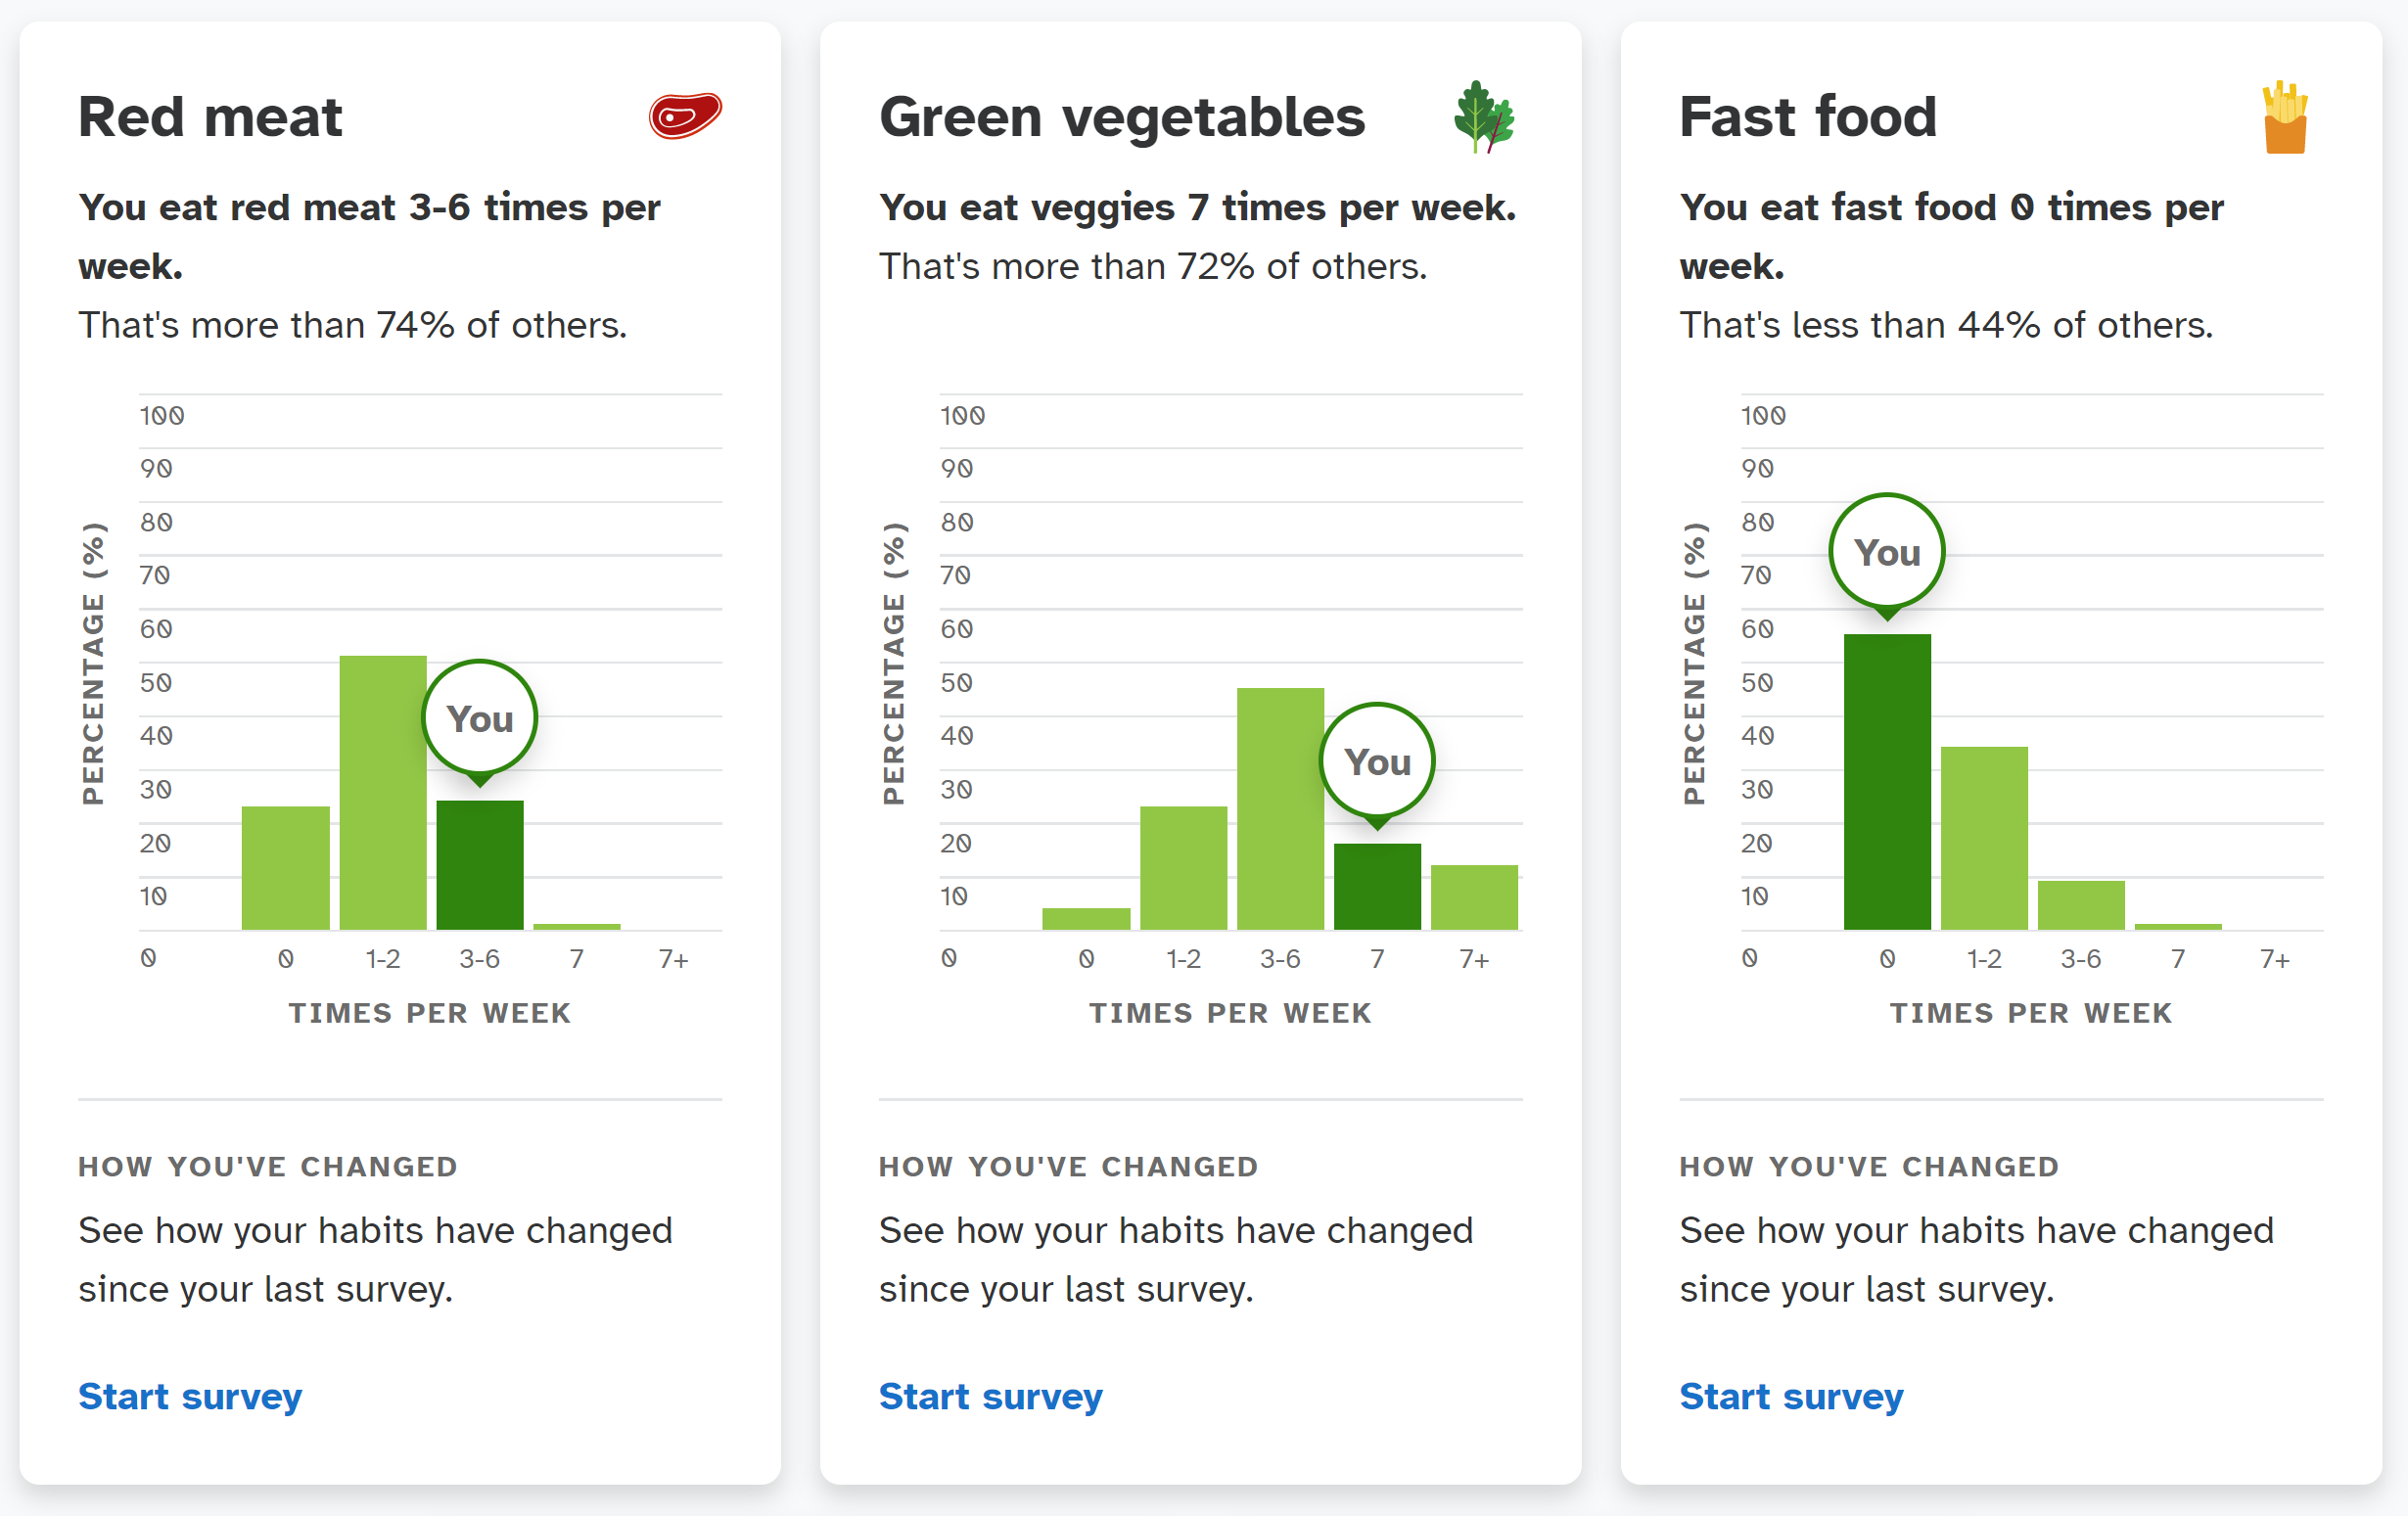 Red meat
You eat red meat 3-6 times per
week.
That's more than 74% of others.
PERCENTAGE (%)
100
90
80
70
60
50
40
30
20
10
0
You
0 1-2 3-6 7 7+
TIMES PER WEEK
HOW YOU'VE CHANGED
See how your habits have changed
since your last survey.
Start survey
Green vegetables
You eat veggies 7 times per week.
That's more than 72% of others.
PERCENTAGE (%)
100
90
80
70
60
50
40
30
20
10
0
You
0 1-2 3-6 7 7+
TIMES PER WEEK
HOW YOU'VE CHANGED
See how your habits have changed
since your last survey.
Start survey
Fast food
You eat fast food 0 times per
week.
That's less than 44% of others.
PERCENTAGE (%)
100
90
80
70
60
50
40
30
20
10
0
You
0 1-2 3-6 7 7+
TIMES PER WEEK
HOW YOU'VE CHANGED
See how your habits have changed
since your last survey.
Start survey